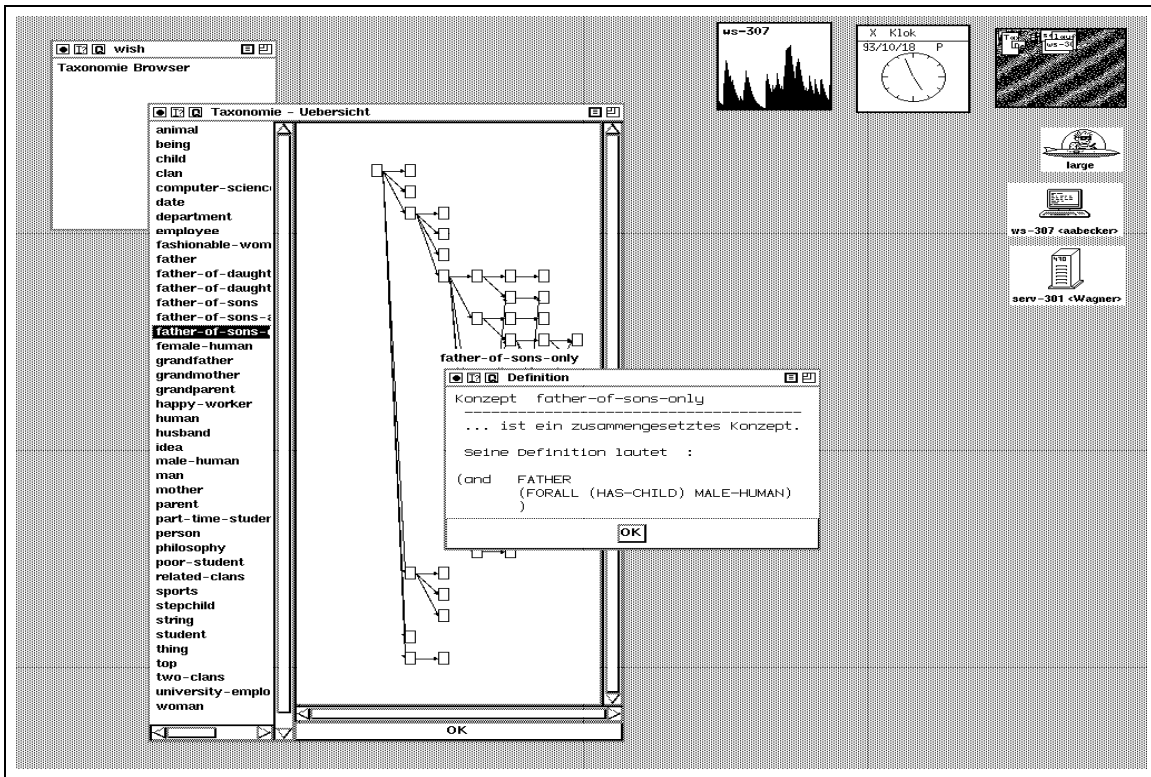 wish
Taxonomie Browser
Taxonomie - Uebersicht
animal
being
child
clan
computer-scienc
date
department
employee
fashionable-wom
father
father-of-daught
father-of-daught
father-of-sons
father-of-sons-
father-of-sons-
female-human
grandfather
grandmother
grandparent
happy-worker
human
husband
idea
male-human
man
mother
parent
part-time-studer
person
philosophy
poor-student
related-clans
sports
stepchild
string
student
thing
top
two-clans
university-emplo
woman
OK
father-of-sons-only
Definition
Konzept father-of-sons-only
----------------------------------------
... ist ein zusammengesetztes Konzept.
Seine Definition lautet :
(and FATHER
(FORALL (HAS-CHILD) MALE-HUMAN)
)
OK
ws-307
X Klok
93/10/18 P
large
ws-307 <aabecker>
serv-301 <Wagner>